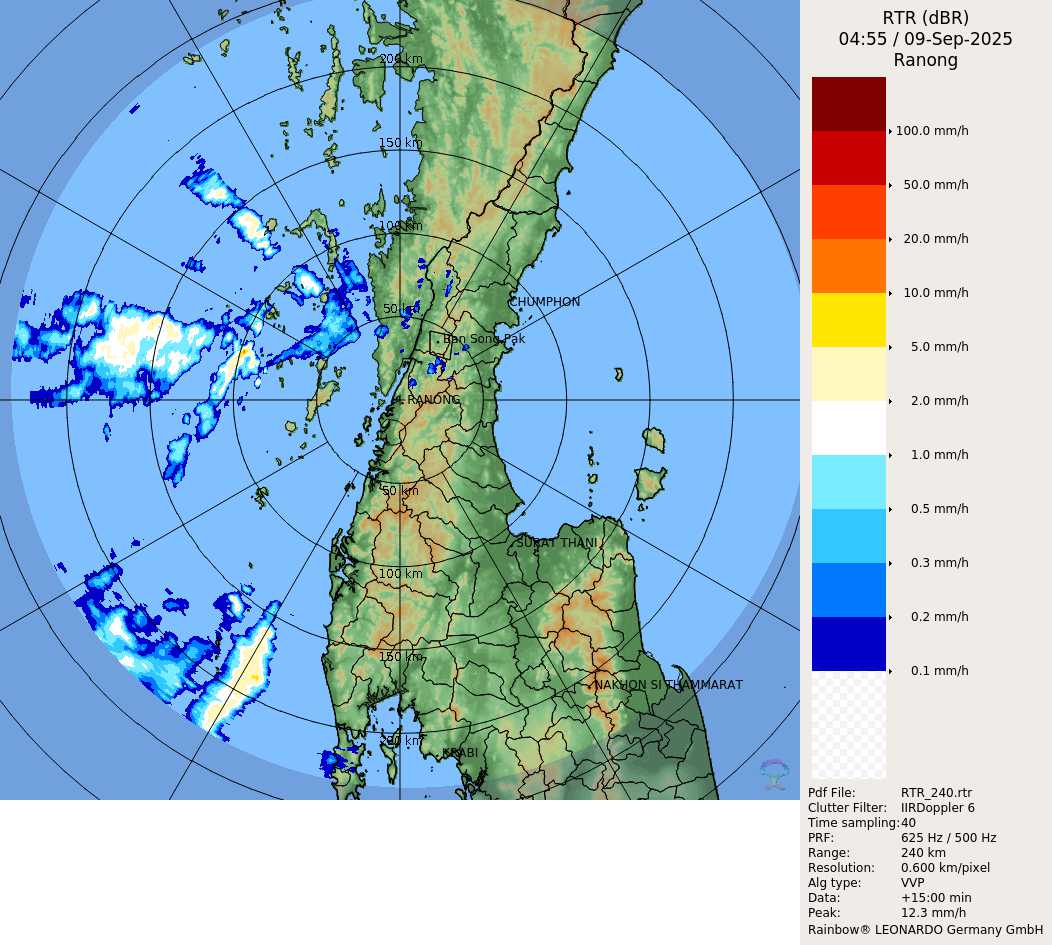 RTR (dBR)
04:55 / 09-Sep-2025
Ranong
200 km
150 km
100 km
50 km
CHUMPHON
Ban Song Pak
RANONG
50 km
SURAT THANI
100 km
150 km
NAKHON SI THAMMARAT
200 km
KRABI
100.0 mm/h
50.0 mm/h
20.0 mm/h
10.0 mm/h
5.0 mm/h
2.0 mm/h
1.0 mm/h
0.5 mm/h
0.3 mm/h
0.2 mm/h
0.1 mm/h
Pdf File: RTR_240.rtr
Clutter Filter: IIRDoppler 6
Time sampling: 40
PRF: 625 Hz / 500 Hz
Range: 240 km
Resolution: 0.600 km/pixel
Alg type: VVP
Data: +15:00 min
Peak: 12.3 mm/h
Rainbow® LEONARDO Germany GmbH